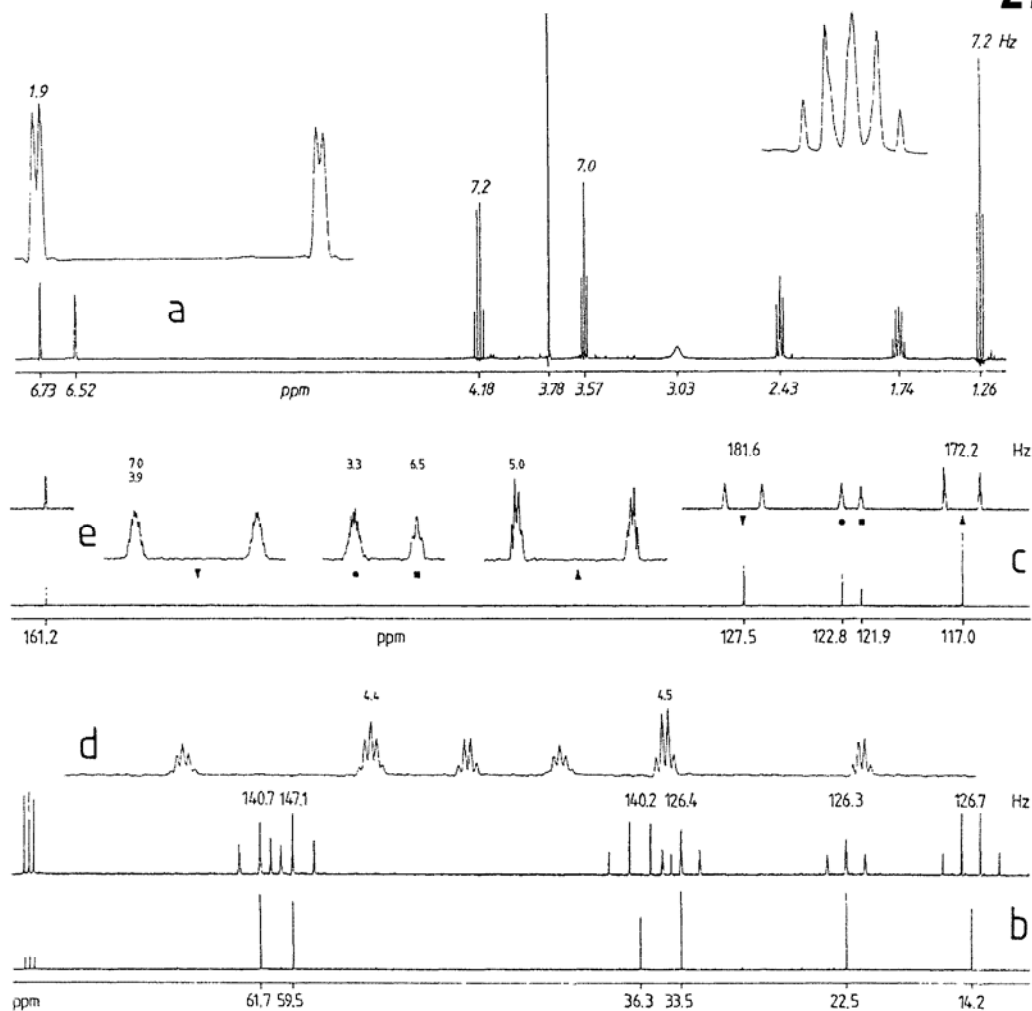 7,2 Hz
1,9
7,2
7,0
a
6.73 6.52 ppm 4.18 3.78 3.57 3.03 2.43 1.74 1.26
181.6 172.2 Hz
7.0 3.3 6.5 5.0
3.9
e
c
161.2 ppm 127.5 122.8 121.9 117.0
4.4 4.5
d
140.7 147.1 140.2 126.4 126.3 126.7 Hz
b
ppm 61.7 59.5 36.3 33.5 22.5 14.2